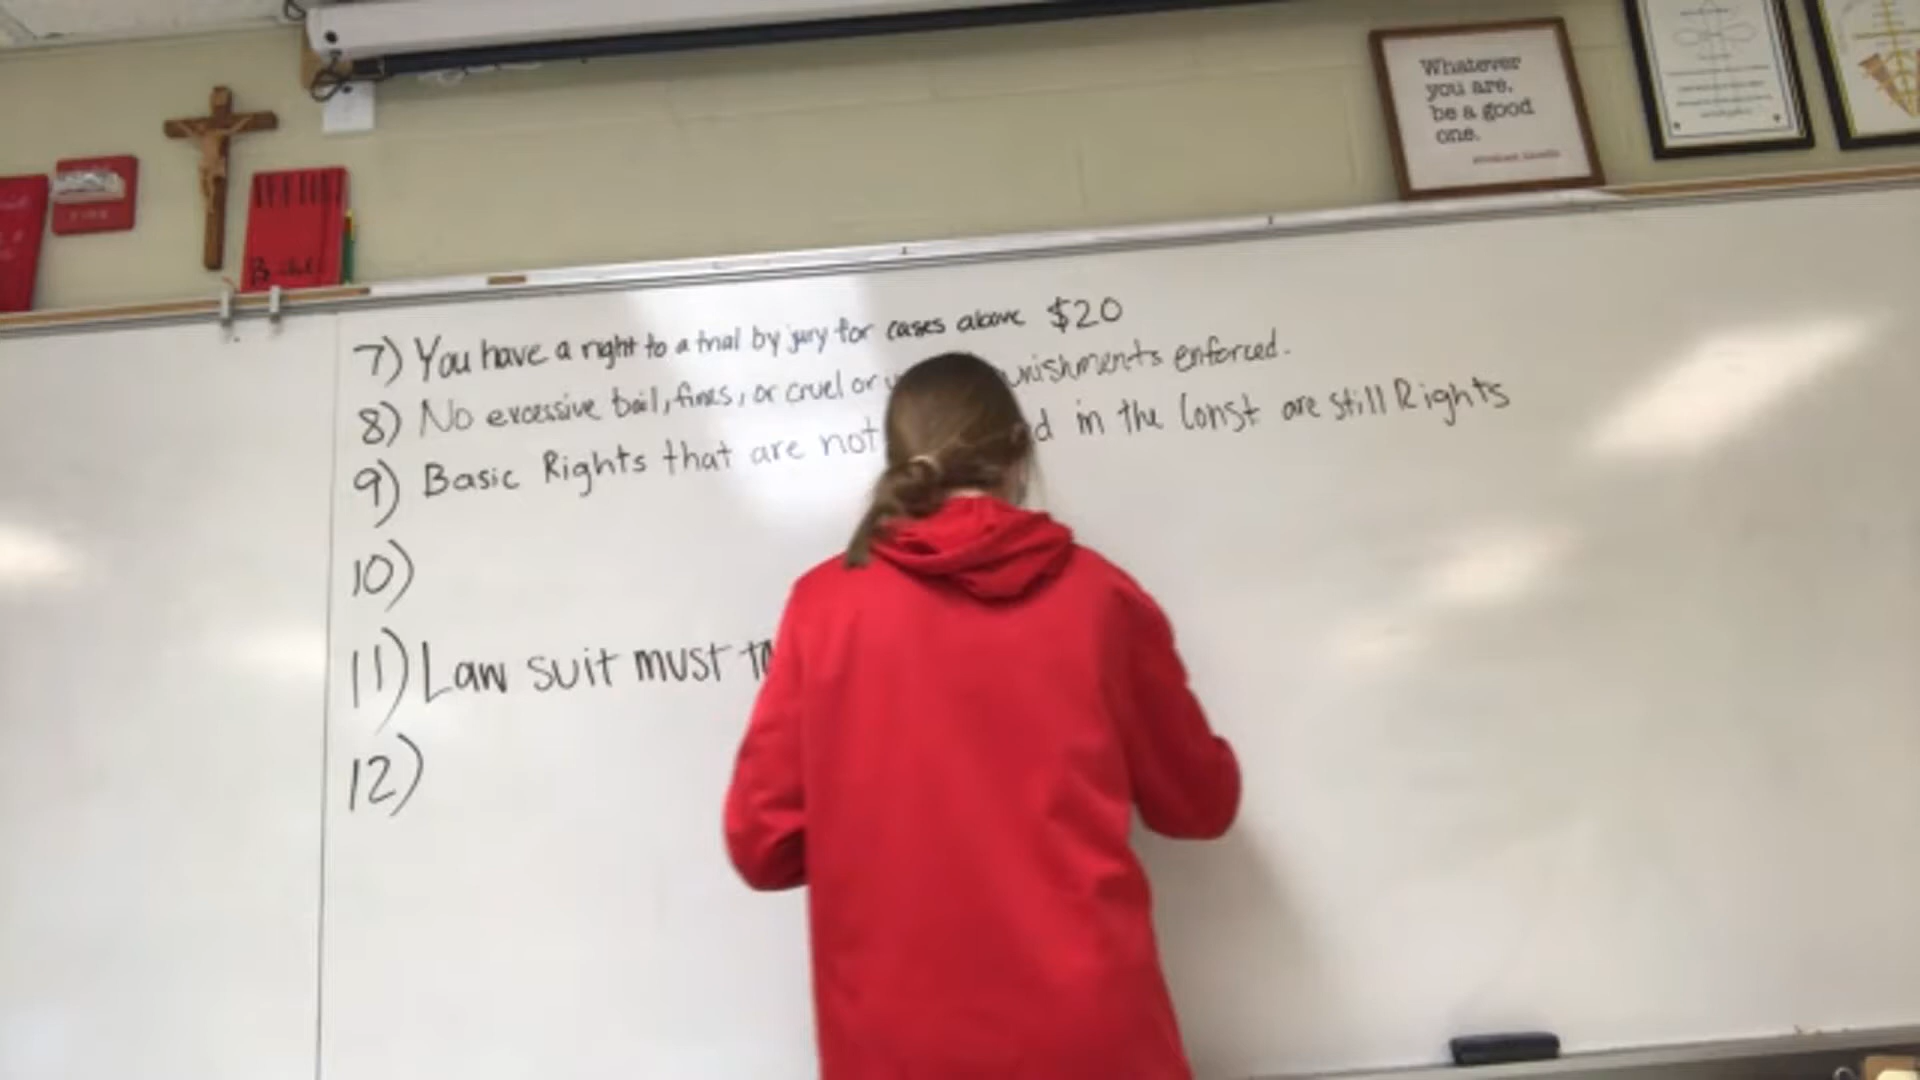 Whatever
you are,
be a good
one.
FIRE
7) You have a right to a trial by jury for cases above $20
8) No excessive bail, fines, or cruel or punishments enforced.
9) Basic Rights that are not in the Const are still Rights
10)
11) Law suit must
12)